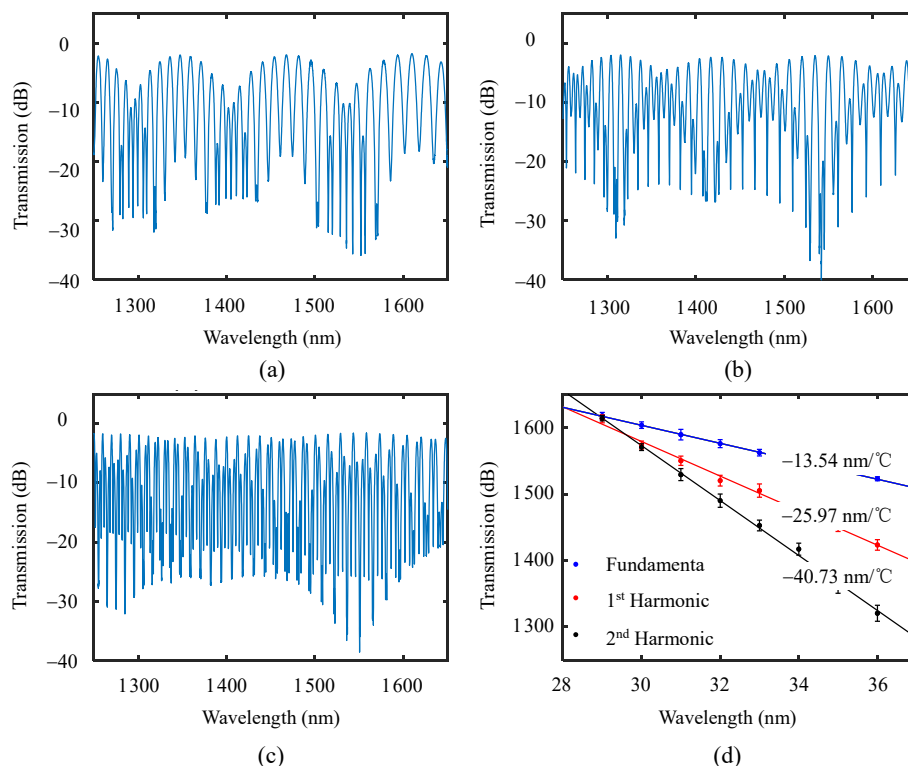 0
−10
−20
−30
−40
Transmission (dB)
1300 1400 1500 1600
Wavelength (nm)
(a)
0
−10
−20
−30
−40
Transmission (dB)
1300 1400 1500 1600
Wavelength (nm)
(b)
0
−10
−20
−30
−40
Transmission (dB)
1300 1400 1500 1600
Wavelength (nm)
(c)
1600
1500
1400
1300
Transmission (dB)
−13.54 nm/℃
−25.97 nm/℃
−40.73 nm/℃
Fundamenta
1st Harmonic
2nd Harmonic
28 30 32 34 36
Wavelength (nm)
(d)